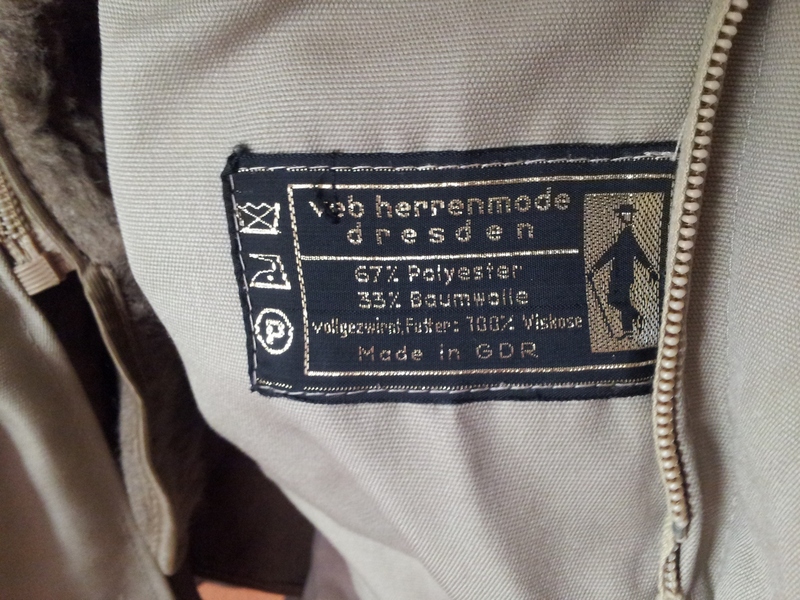 veb herrenmode
dresden
67% Polyester
33% Baumwolle
vollgezwirnt, Futter: 100% Viskose
Made in GDR
P